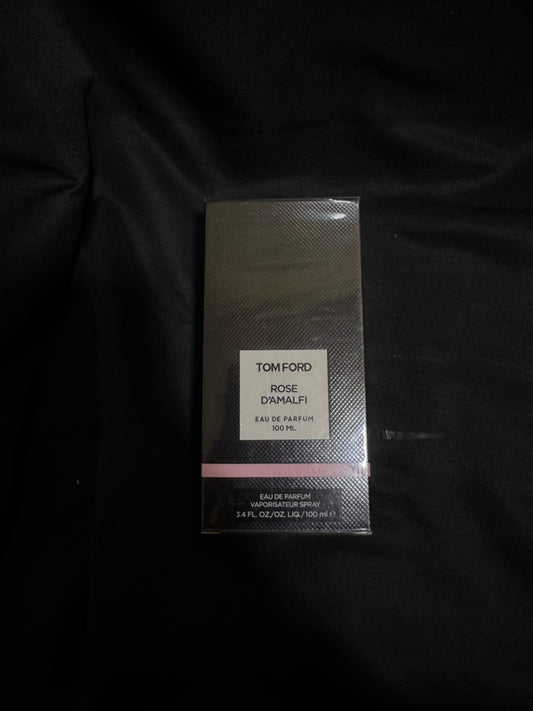 TOM FORD
ROSE
D'AMALFI
EAU DE PARFUM
100 ML
EAU DE PARFUM
VAPORISATEUR SPRAY
3.4 FL. OZ/OZ. LIQ./100 ml e